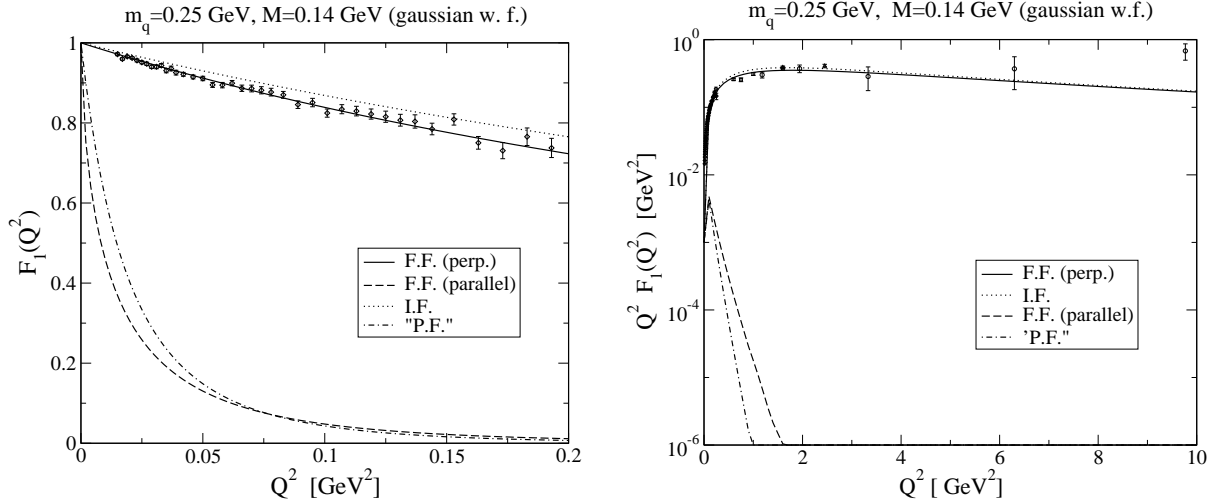 m_q=0.25 GeV, M=0.14 GeV (gaussian w. f.)
1
0.8
0.6
0.4
0.2
0
F_1(Q^2)
F.F. (perp.)
F.F. (parallel)
I.F.
"P.F."
0 0.05 0.1 0.15 0.2
Q^2 [GeV^2]
m_q=0.25 GeV, M=0.14 GeV (gaussian w.f.)
10^0
10^-2
10^-4
10^-6
Q^2 F_1(Q^2) [GeV^2]
F.F. (perp.)
I.F.
F.F. (parallel)
'P.F."
0 2 4 6 8 10
Q^2 [ GeV^2]